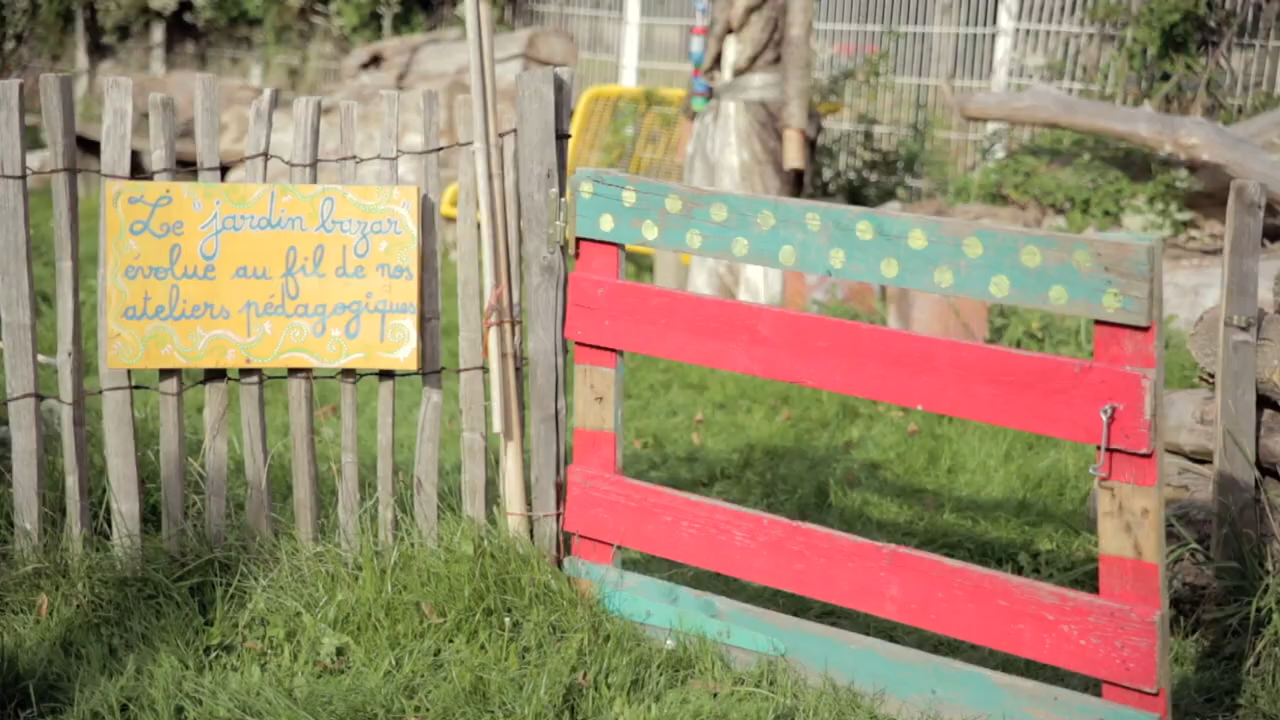 Le "jardin bazar"
évolue au fil de nos
ateliers pédagogiques